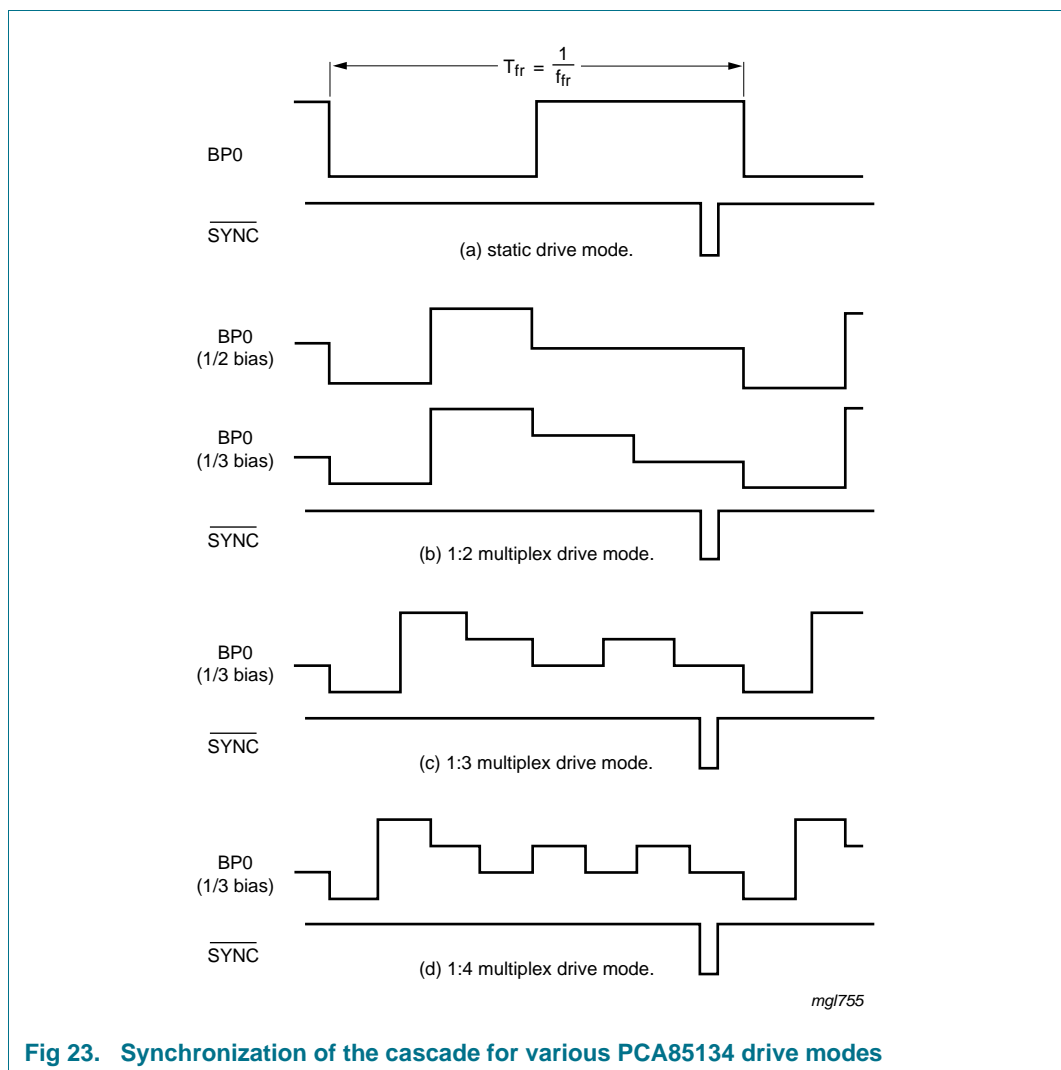 T_fr = 1/f_fr
BP0
SYNC
(a) static drive mode.
BP0
(1/2 bias)
BP0
(1/3 bias)
SYNC
(b) 1:2 multiplex drive mode.
BP0
(1/3 bias)
SYNC
(c) 1:3 multiplex drive mode.
BP0
(1/3 bias)
SYNC
(d) 1:4 multiplex drive mode.
mgl755
Fig 23. Synchronization of the cascade for various PCA85134 drive modes